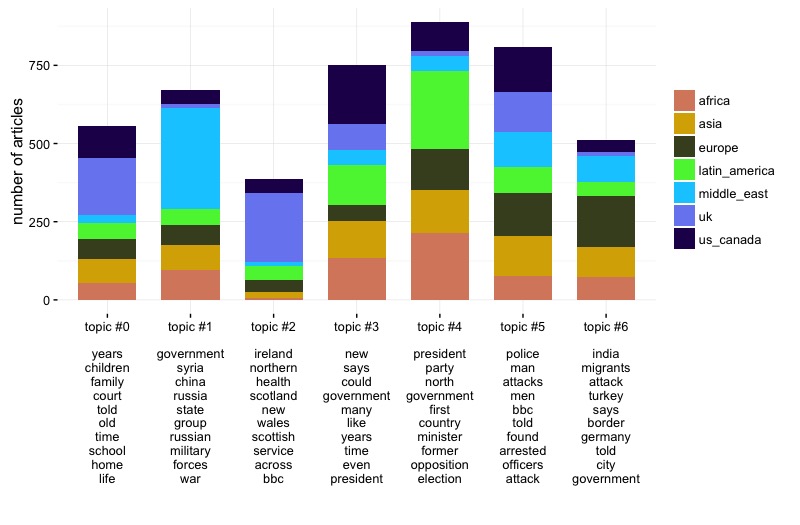 number of articles
750
500
250
0
topic #0 topic #1 topic #2 topic #3 topic #4 topic #5 topic #6
years government ireland new president police india
children syria northern says party man migrants
family china health could north attacks attack
court russia scotland government government men turkey
told state new many first bbc says
old group wales like country told border
time russian scottish years minister found germany
school military service time former arrested told
home forces across even opposition officers city
life war bbc president election attack government
africa
asia
europe
latin_america
middle_east
uk
us_canada